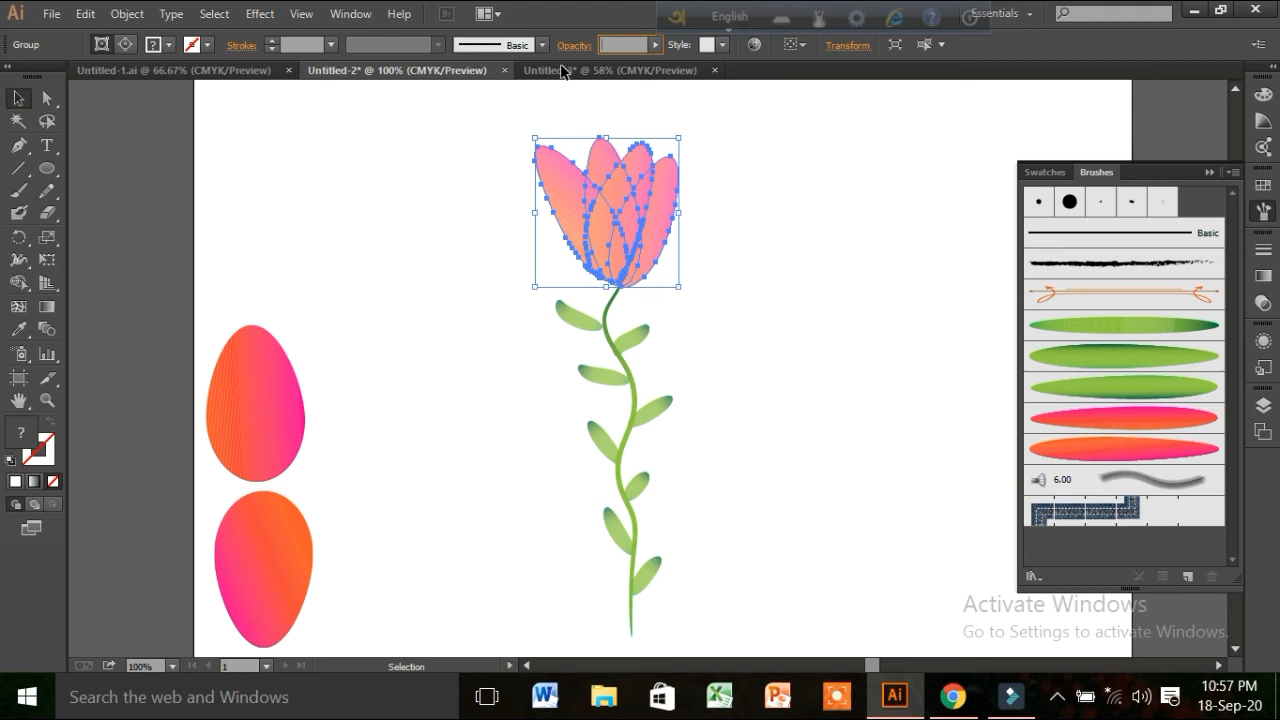 Ai File Edit Object Type Select Effect View Window Help Br
English Essentials
Group ? Stroke: Basic Opacity: Style: Transform
Untitled-1.ai @ 66.67% (CMYK/Preview) × Untitled-2* @ 100% (CMYK/Preview) × @ 58% (CMYK/Preview) ×
Swatches Brushes
Basic
6.00
?
Activate Windows
Go to Settings to activate Windows.
100% 1 Selection
Search the web and Windows
10:57 PM
18-Sep-20